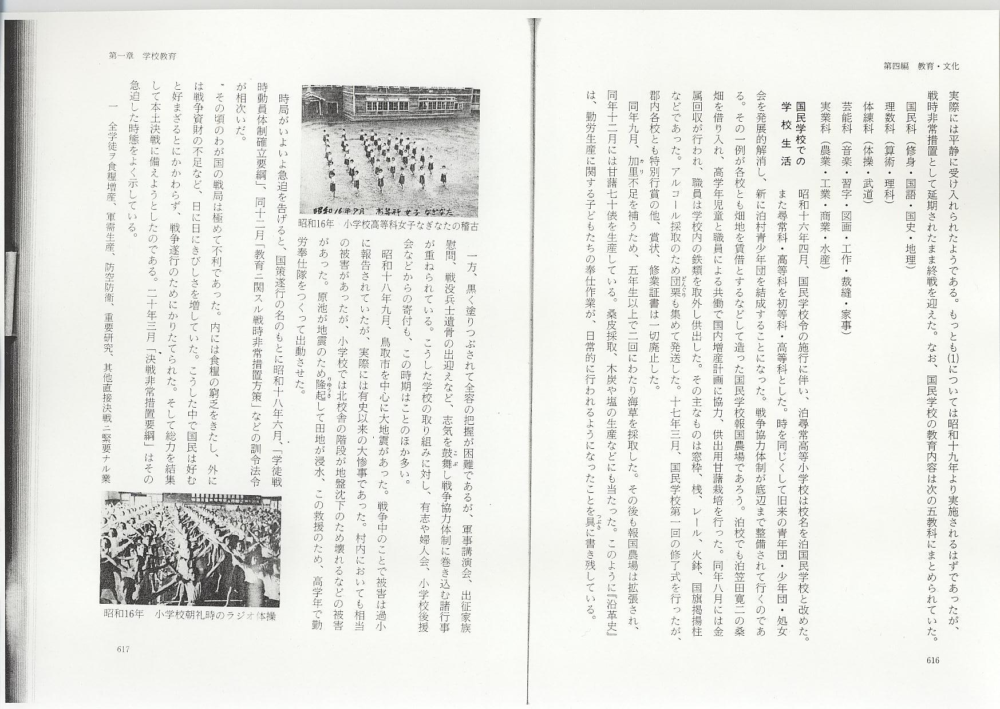 第四編　教育・文化
実際には平静に受け入れられたようである。もっとも⑴については昭和十九年より実施されるはずであったが、
戦時非常措置として延期されたまま終戦を迎えた。なお、国民学校の教育内容は次の五教科にまとめられていた。
国民科（修身・国語・国史・地理）
理数科（算術・理科）
体練科（体操・武道）
芸能科（音楽・習字・図画・工作・裁縫・家事）
実業科（農業・工業・商業・水産）
国民学校での
学校生活
昭和十六年四月、国民学校令の施行に伴い、泊尋常高等小学校は校名を泊国民学校と改めた。
また尋常科・高等科を初等科・高等科とした。時を同じくして旧来の青年団・少年団・処女
会を発展的解消し、新に泊村青少年団を結成することになった。戦争協力体制が底辺まで整備されて行くのであ
る。その一例が各校とも畑地を賃借とするなどして造った国民学校報国農場であろう。泊校でも泊笠田寛二の桑
畑を借り入れ、高学年児童と職員による共働で国内増産計画に協力、供出用甘藷栽培を行った。同年八月には金
属回収が行われ、職員は学校内の鉄類を取外し供出した。その主なものは窓枠、桟、レール、火鉢、国旗掲揚柱
などであった。アルコール採取のため団栗どんぐりも集めて発送した。十七年三月、国民学校第一回の修了式を行ったが、
郡内各校とも特別行賞の他、賞状、修業証書は一切廃止した。
同年九月、加里カリ不足を補うため、五年生以上で二回にわたり海草を採取した。その後も報国農場は拡張され、
同年十二月には甘藷七十俵を生産している。桑皮採取、木炭や塩の生産などにも当たった。このように『沿革史』
は、勤労生産に関する子どもたちの奉仕作業が、日常的に行われるようになったことを具つぶさに書き残している。
616
第一章　学校教育
昭和16年9月　高等科女子なぎなた
昭和16年　小学校高等科女子なぎなたの稽古
一方、黒く塗りつぶされて全容の把握が困難であるが、軍事講演会、出征家族
慰問、戦没兵士遺骨の出迎えなど、志気を鼓舞こぶし戦争協力体制に巻き込む諸行事
が重ねられている。こうした学校の取り組みに対し、有志や婦人会、小学校後援
会などからの寄付も、この時期はことのほか多い。
昭和十八年九月、鳥取市を中心に大地震があった。戦争中のことで被害は過小
に報告されていたが、実際には有史以来の大惨事であった。村内においても相当
の被害があったが、小学校では北校舎の階段が地盤沈下のため壊れるなどの被害
があった。原池が地震のため隆起りゅうきして田地が浸水、この救援のため、高学年で勤
労奉仕隊をつくって出動させた。
時局がいよいよ急迫を告げると、国策遂行の名のもとに昭和十八年六月、「学徒戦
時動員体制確立要綱」、同十二月「教育ニ関スル戦時非常措置方策」などの訓令法令
が相次いだ。
その頃のわが国の戦局は極めて不利であった。内には食糧の窮乏をきたし、外に
は戦争資財の不足など、日に日にきびしさを増していた。こうした中で国民は好む
と好まざるとにかかわらず、戦争遂行のためにかりたてられた。そして総力を結集
して本土決戦に備えようとしたのである。二十年三月「決戦非常措置要綱」はその
急迫した時態をよく示している。
一　全学徒ヲ食糧増産、軍需生産、防空防衛、重要研究、其他直接決戦ニ緊要ナル業
昭和16年　小学校朝礼時のラジオ体操
617